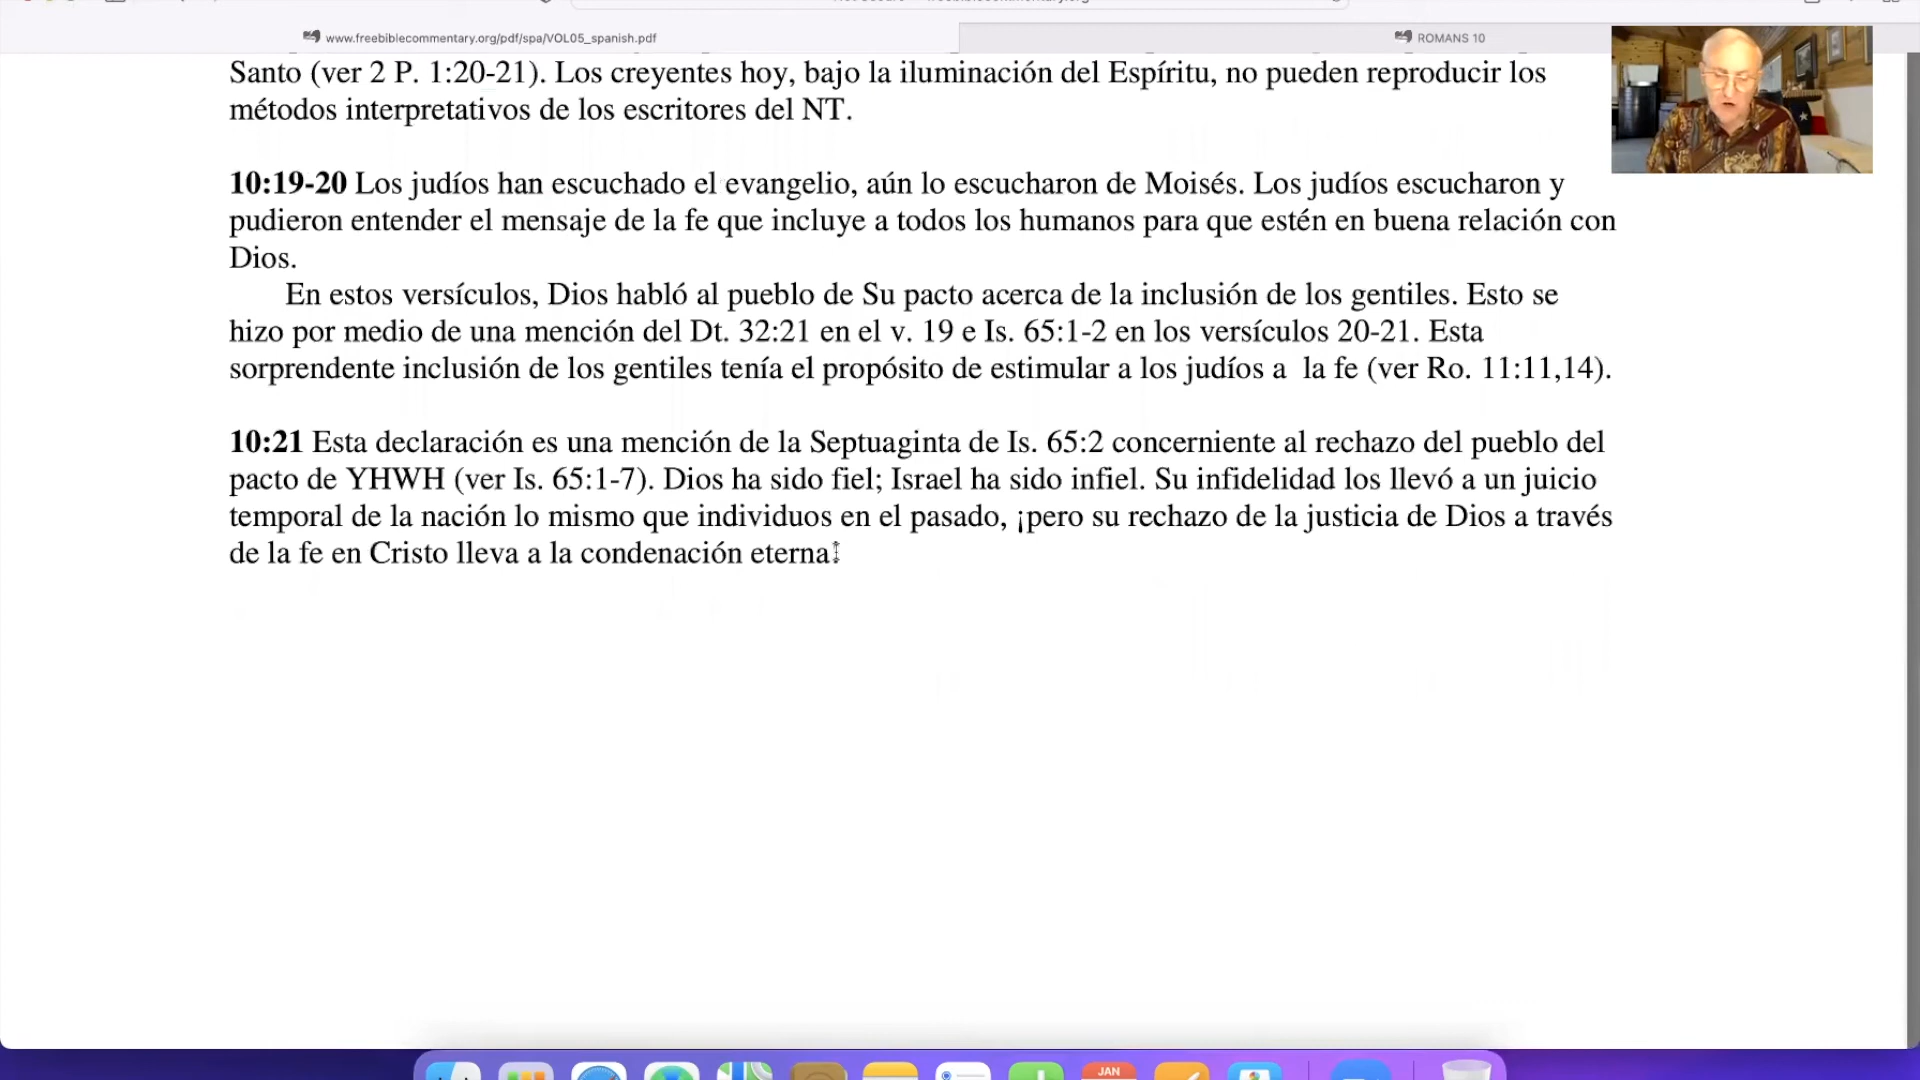 www.freebiblecommentary.org/pdf/spa/VOL05_spanish.pdf
ROMANS 10
Santo (ver 2 P. 1:20-21). Los creyentes hoy, bajo la iluminación del Espíritu, no pueden reproducir los
métodos interpretativos de los escritores del NT.
10:19-20 Los judíos han escuchado el evangelio, aún lo escucharon de Moisés. Los judíos escucharon y
pudieron entender el mensaje de la fe que incluye a todos los humanos para que estén en buena relación con
Dios.
En estos versículos, Dios habló al pueblo de Su pacto acerca de la inclusión de los gentiles. Esto se
hizo por medio de una mención del Dt. 32:21 en el v. 19 e Is. 65:1-2 en los versículos 20-21. Esta
sorprendente inclusión de los gentiles tenía el propósito de estimular a los judíos a la fe (ver Ro. 11:11,14).
10:21 Esta declaración es una mención de la Septuaginta de Is. 65:2 concerniente al rechazo del pueblo del
pacto de YHWH (ver Is. 65:1-7). Dios ha sido fiel; Israel ha sido infiel. Su infidelidad los llevó a un juicio
temporal de la nación lo mismo que individuos en el pasado, ¡pero su rechazo de la justicia de Dios a través
de la fe en Cristo lleva a la condenación eterna!
JAN